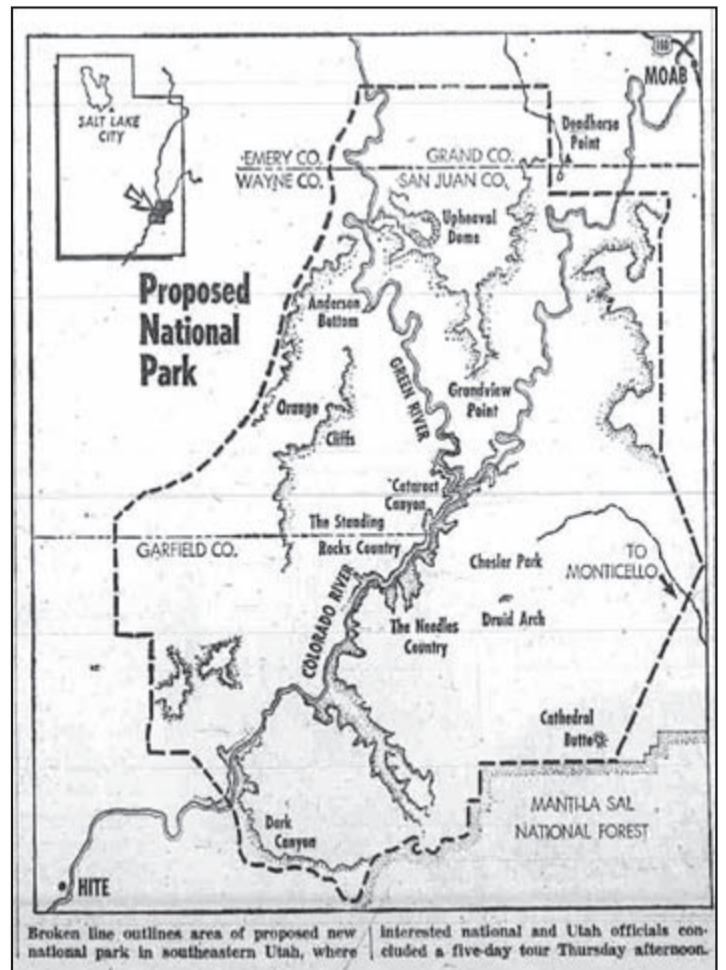 SALT LAKE
CITY
Proposed
National
Park
MOAB
Deadhorse
Point
EMERY CO.
GRAND CO.
WAYNE CO.
SAN JUAN CO.
Upheaval
Dome
Anderson
Bottom
GREEN RIVER
Grandview
Point
Orange
Cliffs
Cataract
Canyon
The Standing
Rocks Country
GARFIELD CO.
Chesler Park
TO
MONTICELLO
COLORADO RIVER
The Needles
Country
Druid Arch
Cathedral
Butte
MANTI-LA SAL
NATIONAL FOREST
Dark
Canyon
HITE
Broken line outlines area of proposed new
national park in southeastern Utah, where
interested national and Utah officials con-
cluded a five-day tour Thursday afternoon.